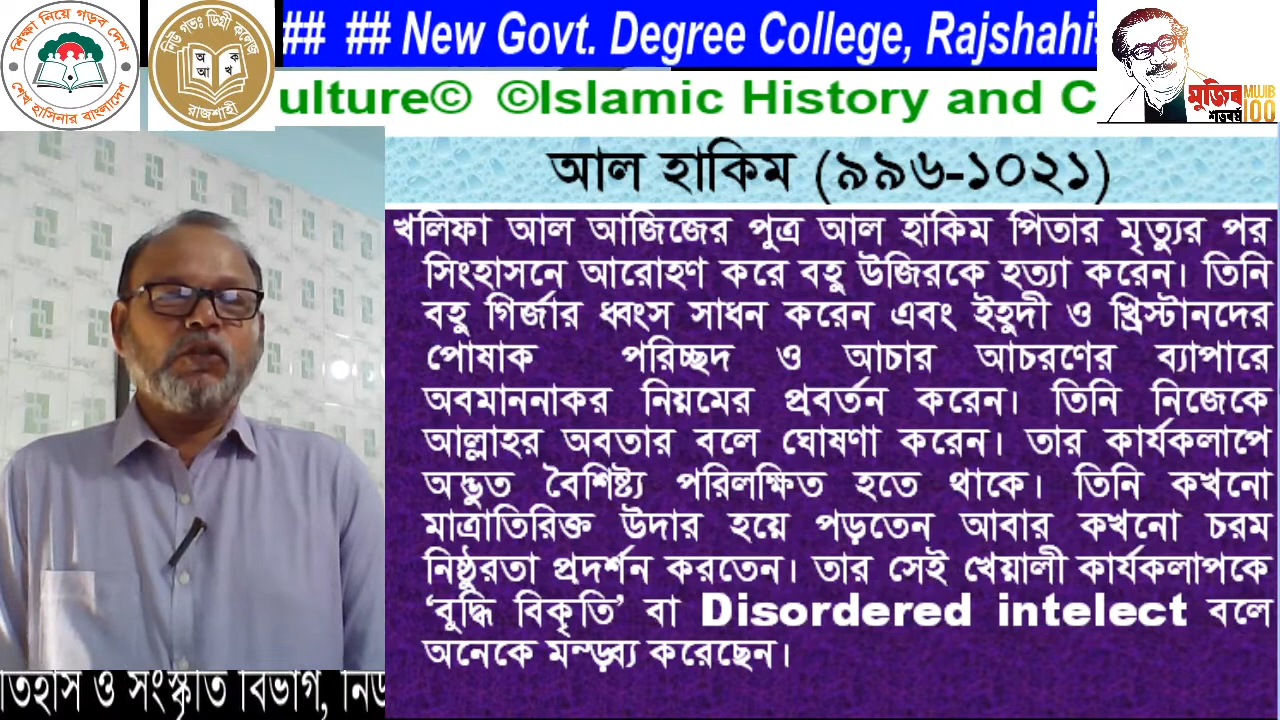 শিক্ষা নিয়ে গড়ব দেশ
শেখ হাসিনার বাংলাদেশ
নিউ গভঃ ডিগ্রী কলেজ
অ ক
আ খ
রাজশাহী
## ## New Govt. Degree College, Rajshahi
ulture© ©Islamic History and C
মুজিব
শতবর্ষ
MUJIB
100
আল হাকিম (৯৯৬-১০২১)
খলিফা আল আজিজের পুত্র আল হাকিম পিতার মৃত্যুর পর
সিংহাসনে আরোহণ করে বহু উজিরকে হত্যা করেন। তিনি
বহু গির্জার ধ্বংস সাধন করেন এবং ইহুদী ও খ্রিস্টানদের
পোষাক পরিচ্ছদ ও আচার আচরণের ব্যাপারে
অবমাননাকর নিয়মের প্রবর্তন করেন। তিনি নিজেকে
আল্লাহর অবতার বলে ঘোষণা করেন। তার কার্যকলাপে
অদ্ভুত বৈশিষ্ট্য পরিলক্ষিত হতে থাকে। তিনি কখনো
মাত্রাতিরিক্ত উদার হয়ে পড়তেন আবার কখনো চরম
নিষ্ঠুরতা প্রদর্শন করতেন। তার সেই খেয়ালী কার্যকলাপকে
‘বুদ্ধি বিকৃতি’ বা Disordered intelect বলে
অনেকে মন্ড়ব্য করেছেন।
তিহাস ও সংস্কৃতি বিভাগ, নিউ